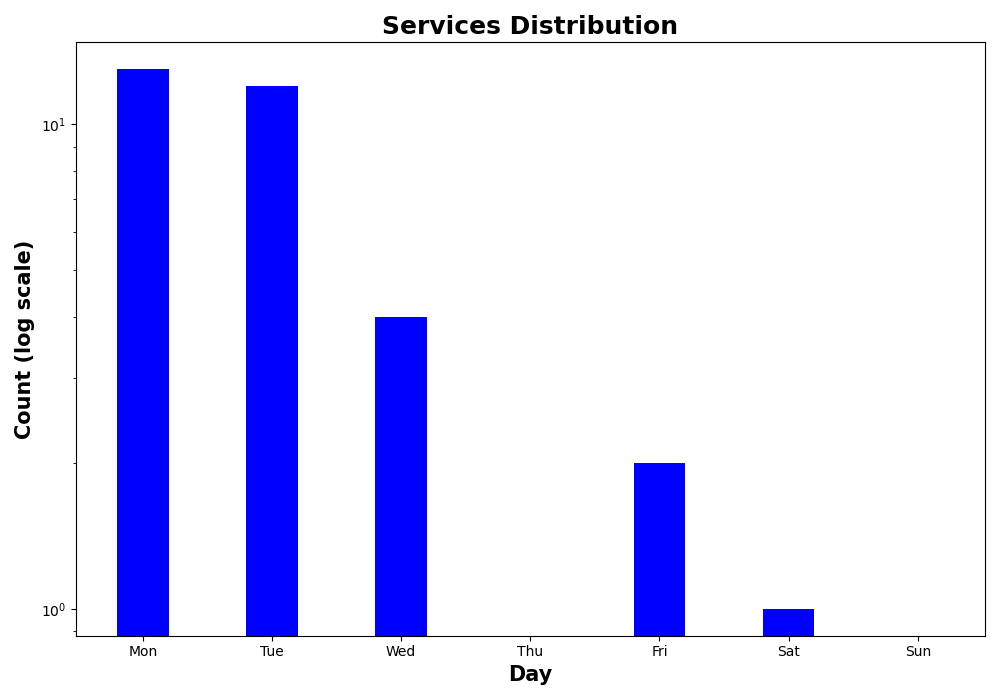 Services Distribution
Count (log scale)
10¹
10⁰
Mon Tue Wed Thu Fri Sat Sun
Day